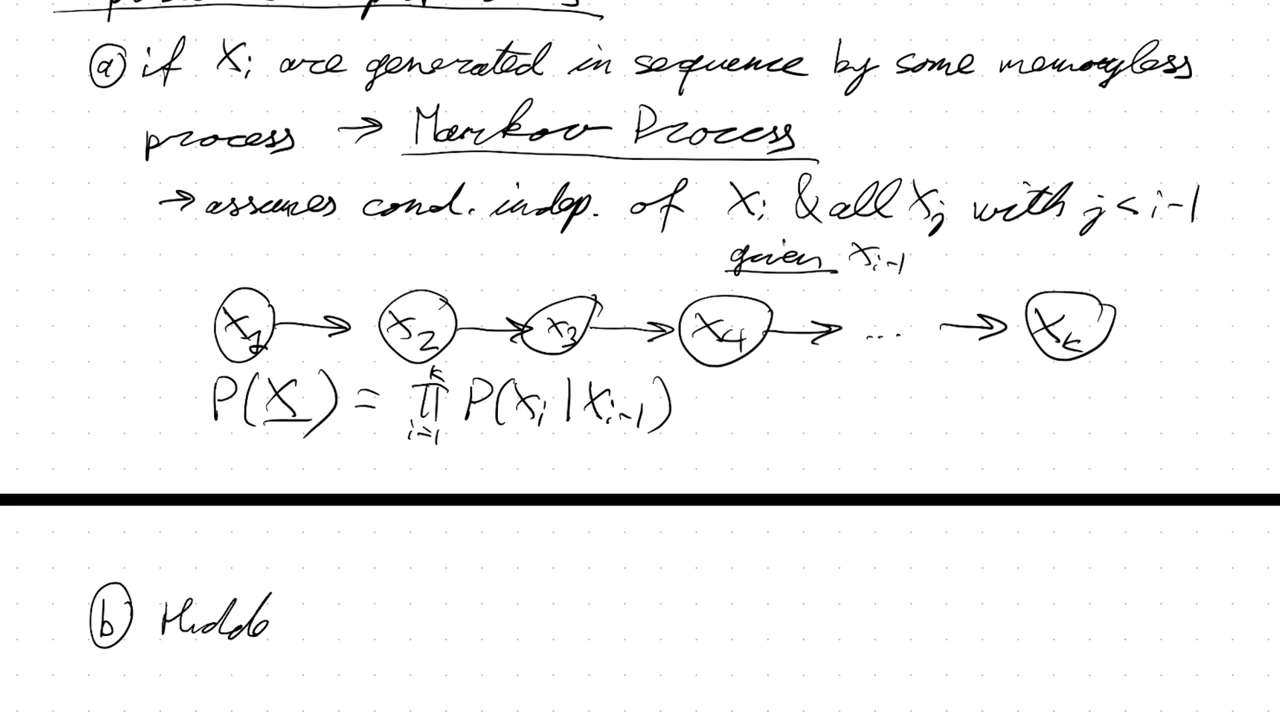 ⓐ if Xᵢ are generated in sequence by some memoryless
process → Markov Process
→ assumes cond. indep. of Xᵢ & all Xⱼ with j < i-1
given xᵢ₋₁
X₁ → X₂ → X₃ → X₄ → ... → Xₖ
P(X) = ∏ᵢ₌₁ᵏ P(Xᵢ | Xᵢ₋₁)
ⓑ Hidde